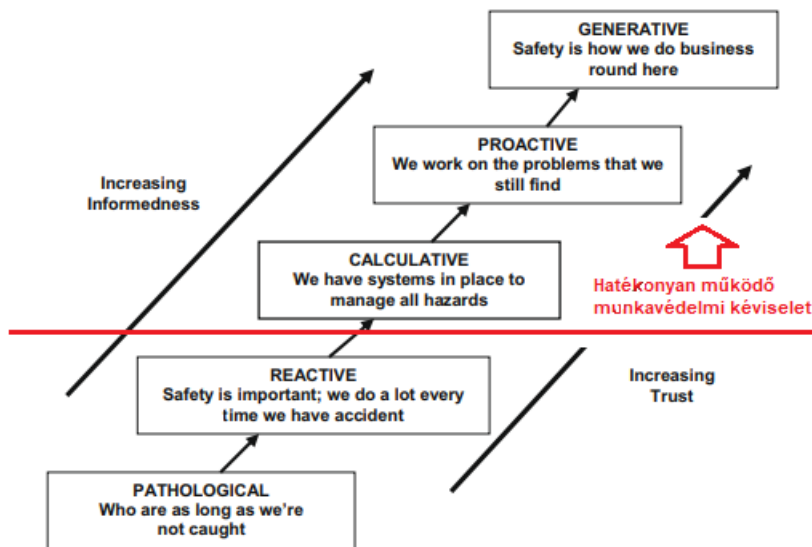 GENERATIVE
Safety is how we do business
round here
PROACTIVE
We work on the problems that we
still find
Increasing
Informedness
CALCULATIVE
We have systems in place to
manage all hazards
Hatékonyan működő
munkavédelmi kéviselet
REACTIVE
Safety is important; we do a lot every
time we have accident
Increasing
Trust
PATHOLOGICAL
Who are as long as we're
not caught